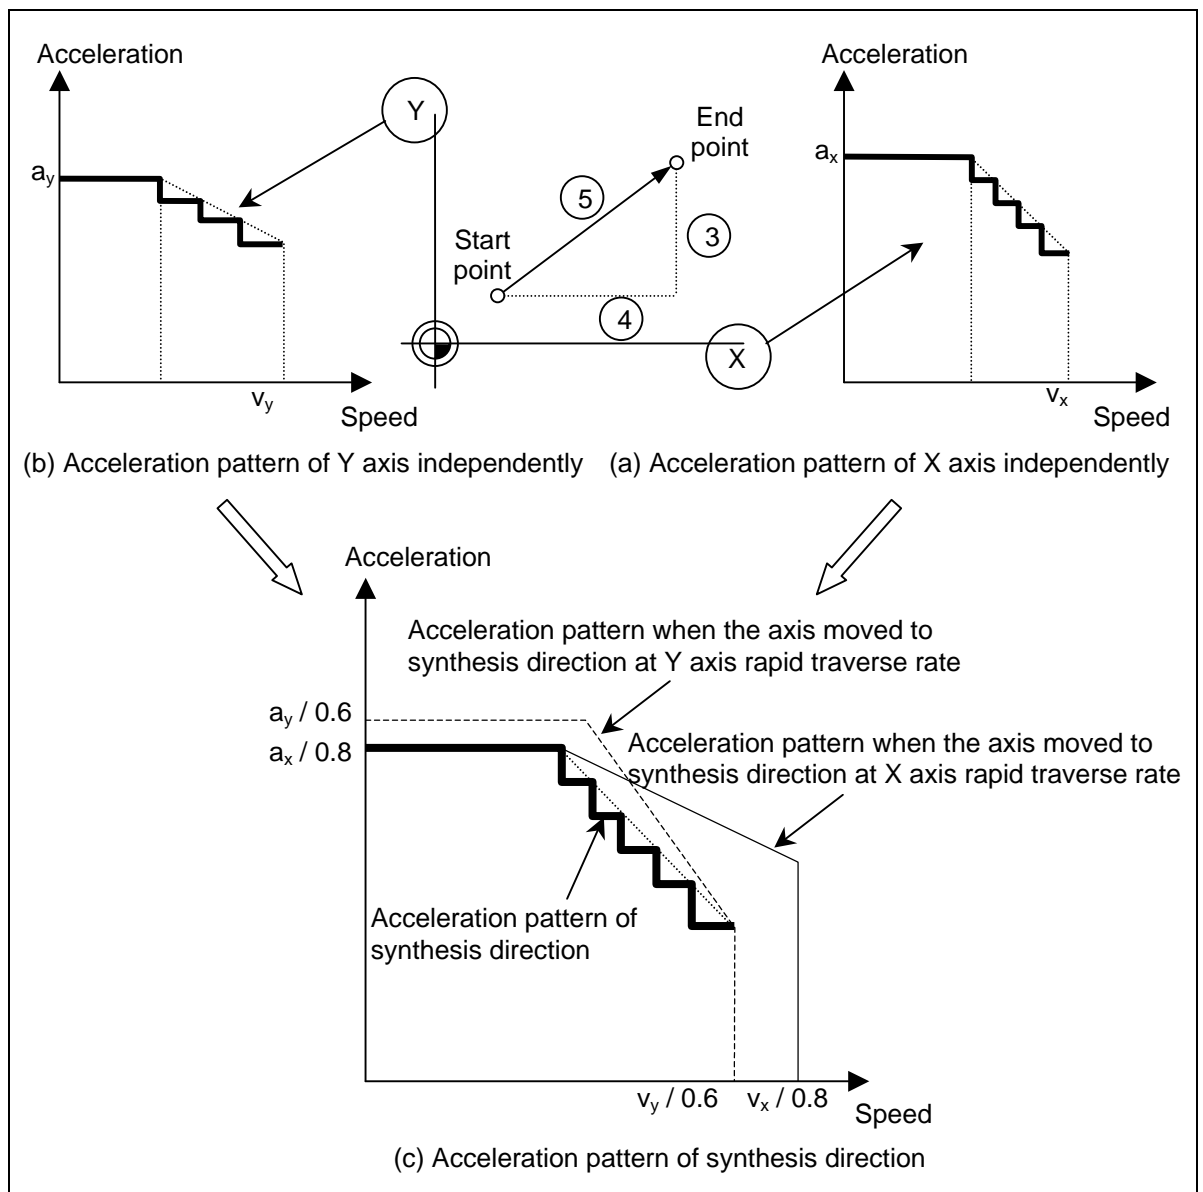 Acceleration
a_y
v_y
Speed
(b) Acceleration pattern of Y axis independently
Y
Start
point
End
point
5
3
4
X
Acceleration
a_x
v_x
Speed
(a) Acceleration pattern of X axis independently
Acceleration
Acceleration pattern when the axis moved to
synthesis direction at Y axis rapid traverse rate
a_y / 0.6
a_x / 0.8
Acceleration pattern when the axis moved to
synthesis direction at X axis rapid traverse rate
Acceleration pattern of
synthesis direction
v_y / 0.6
v_x / 0.8
Speed
(c) Acceleration pattern of synthesis direction